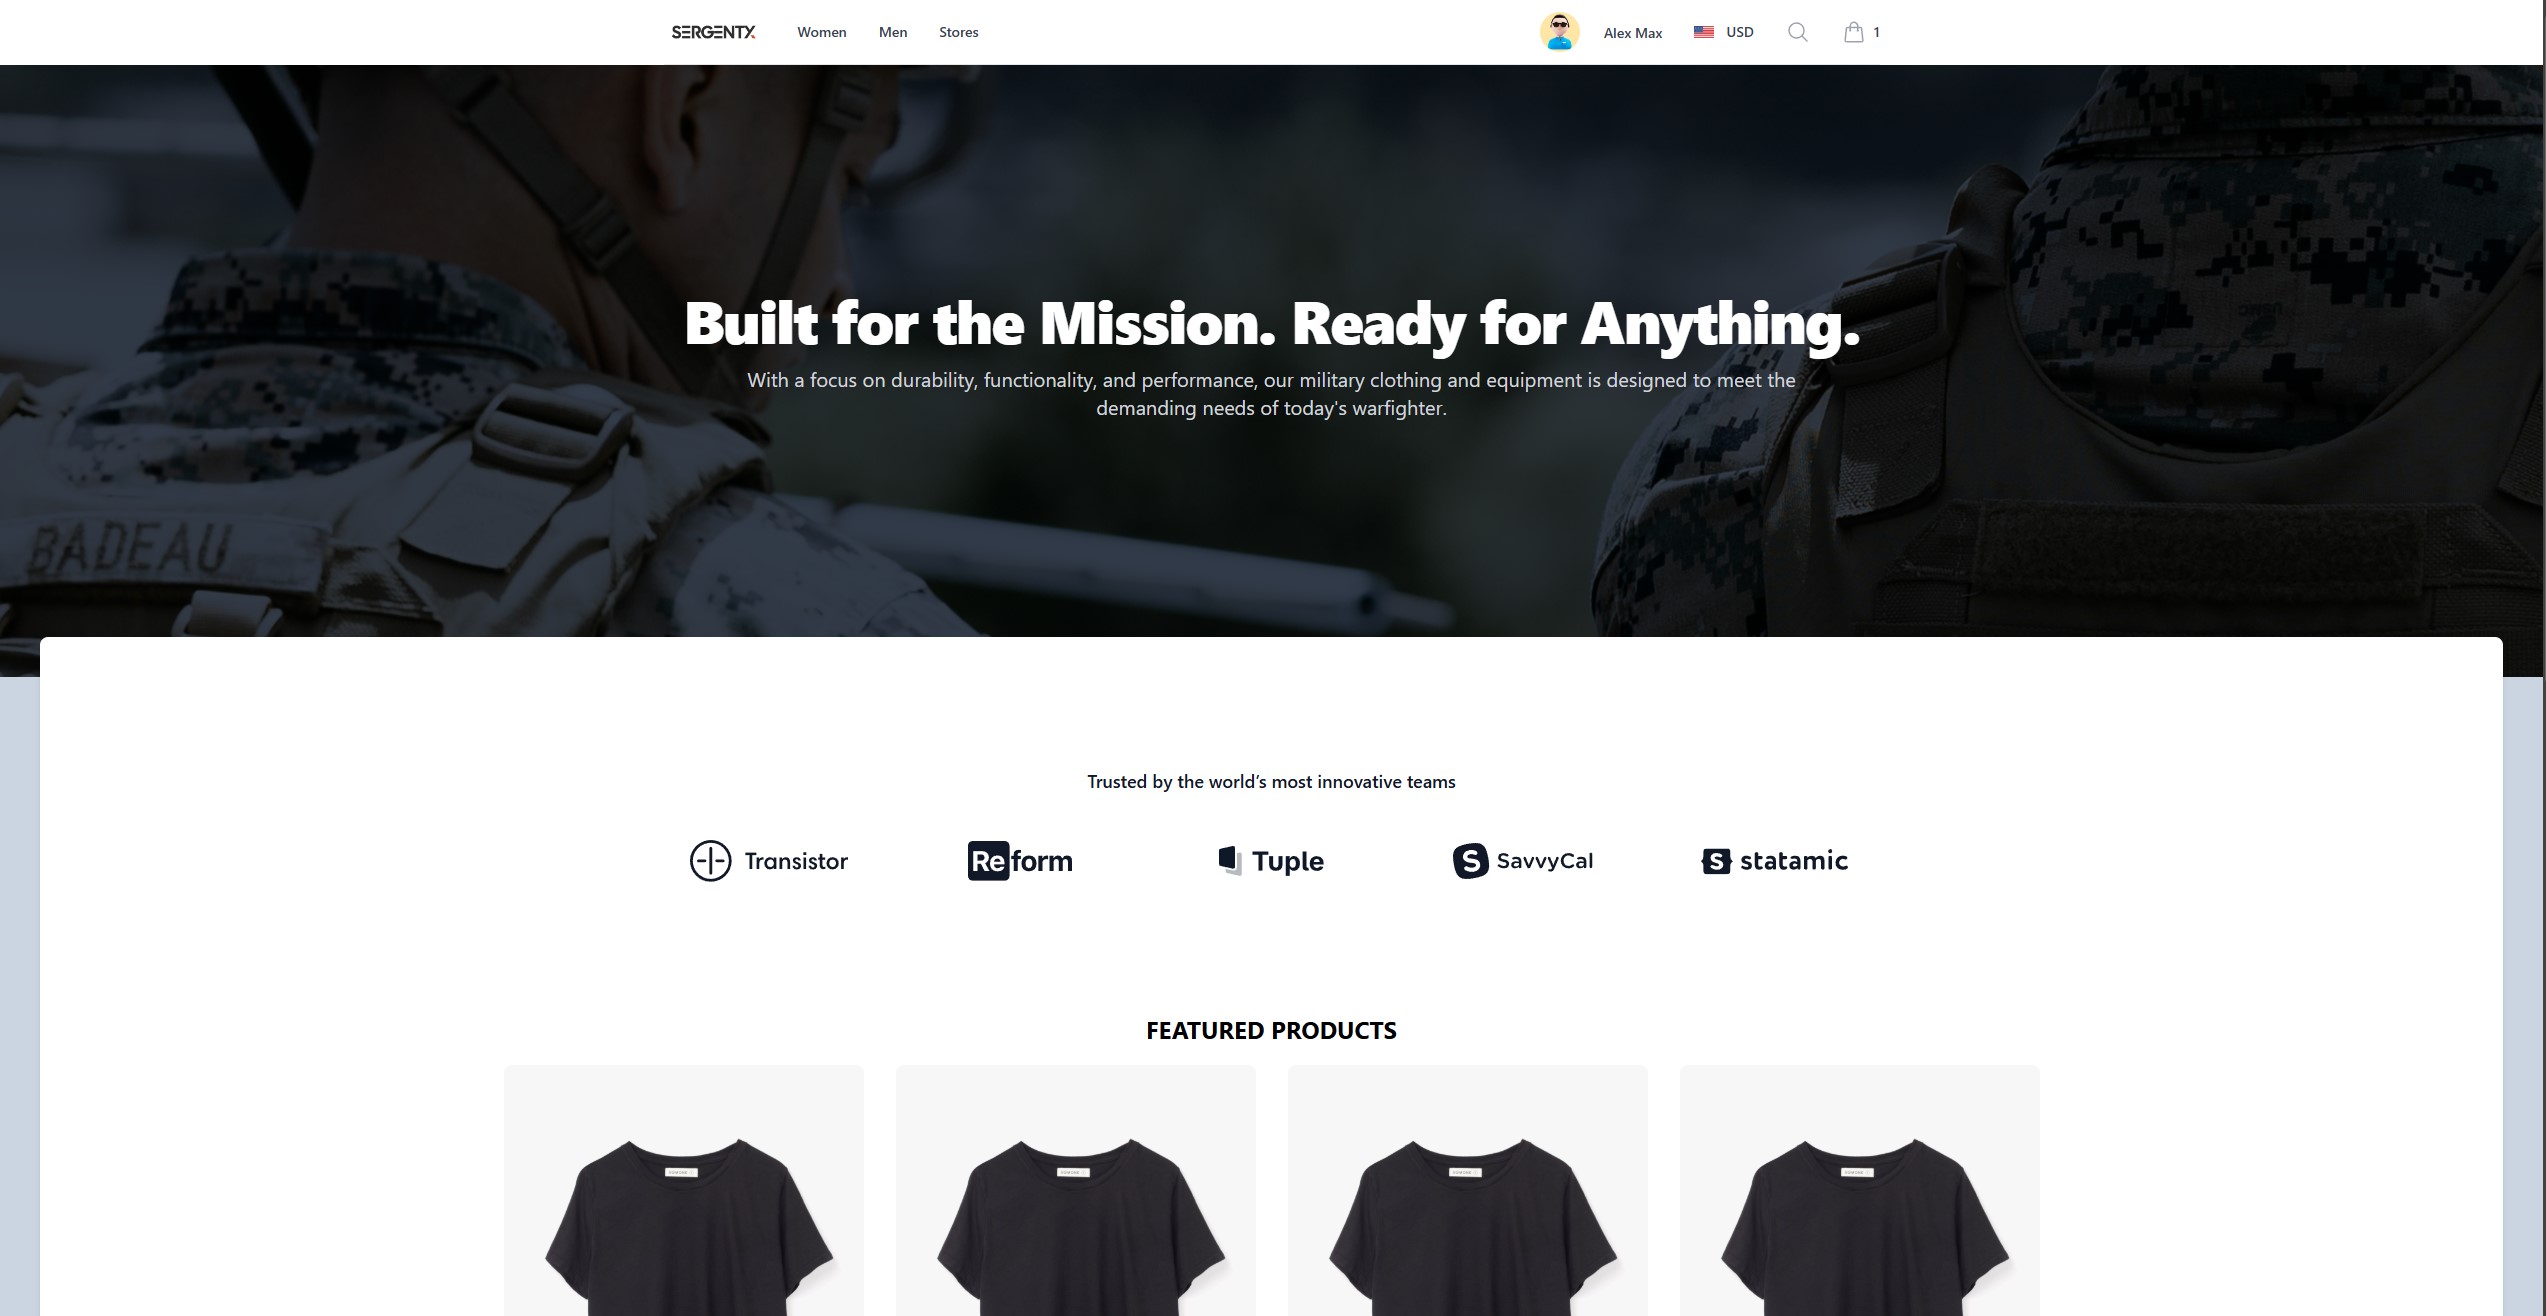 SERGENTX
Women Men Stores
Alex Max USD 1
Built for the Mission. Ready for Anything.
With a focus on durability, functionality, and performance, our military clothing and equipment is designed to meet the
demanding needs of today's warfighter.
BADEAU
Trusted by the world’s most innovative teams
Transistor Reform Tuple S SavvyCal S statamic
FEATURED PRODUCTS